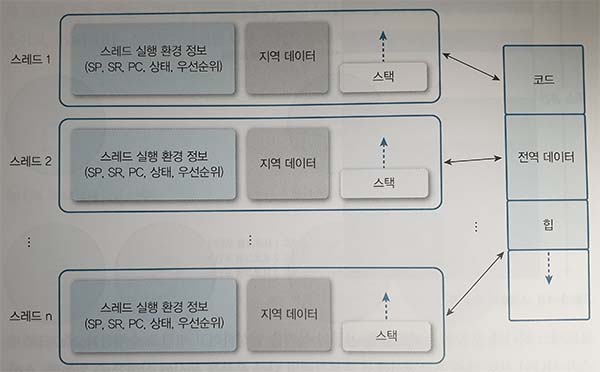 스레드 1
스레드 실행 환경 정보
(SP, SR, PC, 상태, 우선순위)
지역 데이터
스택
코드
스레드 2
스레드 실행 환경 정보
(SP, SR, PC, 상태, 우선순위)
지역 데이터
스택
전역 데이터
힙
스레드 n
스레드 실행 환경 정보
(SP, SR, PC, 상태, 우선순위)
지역 데이터
스택